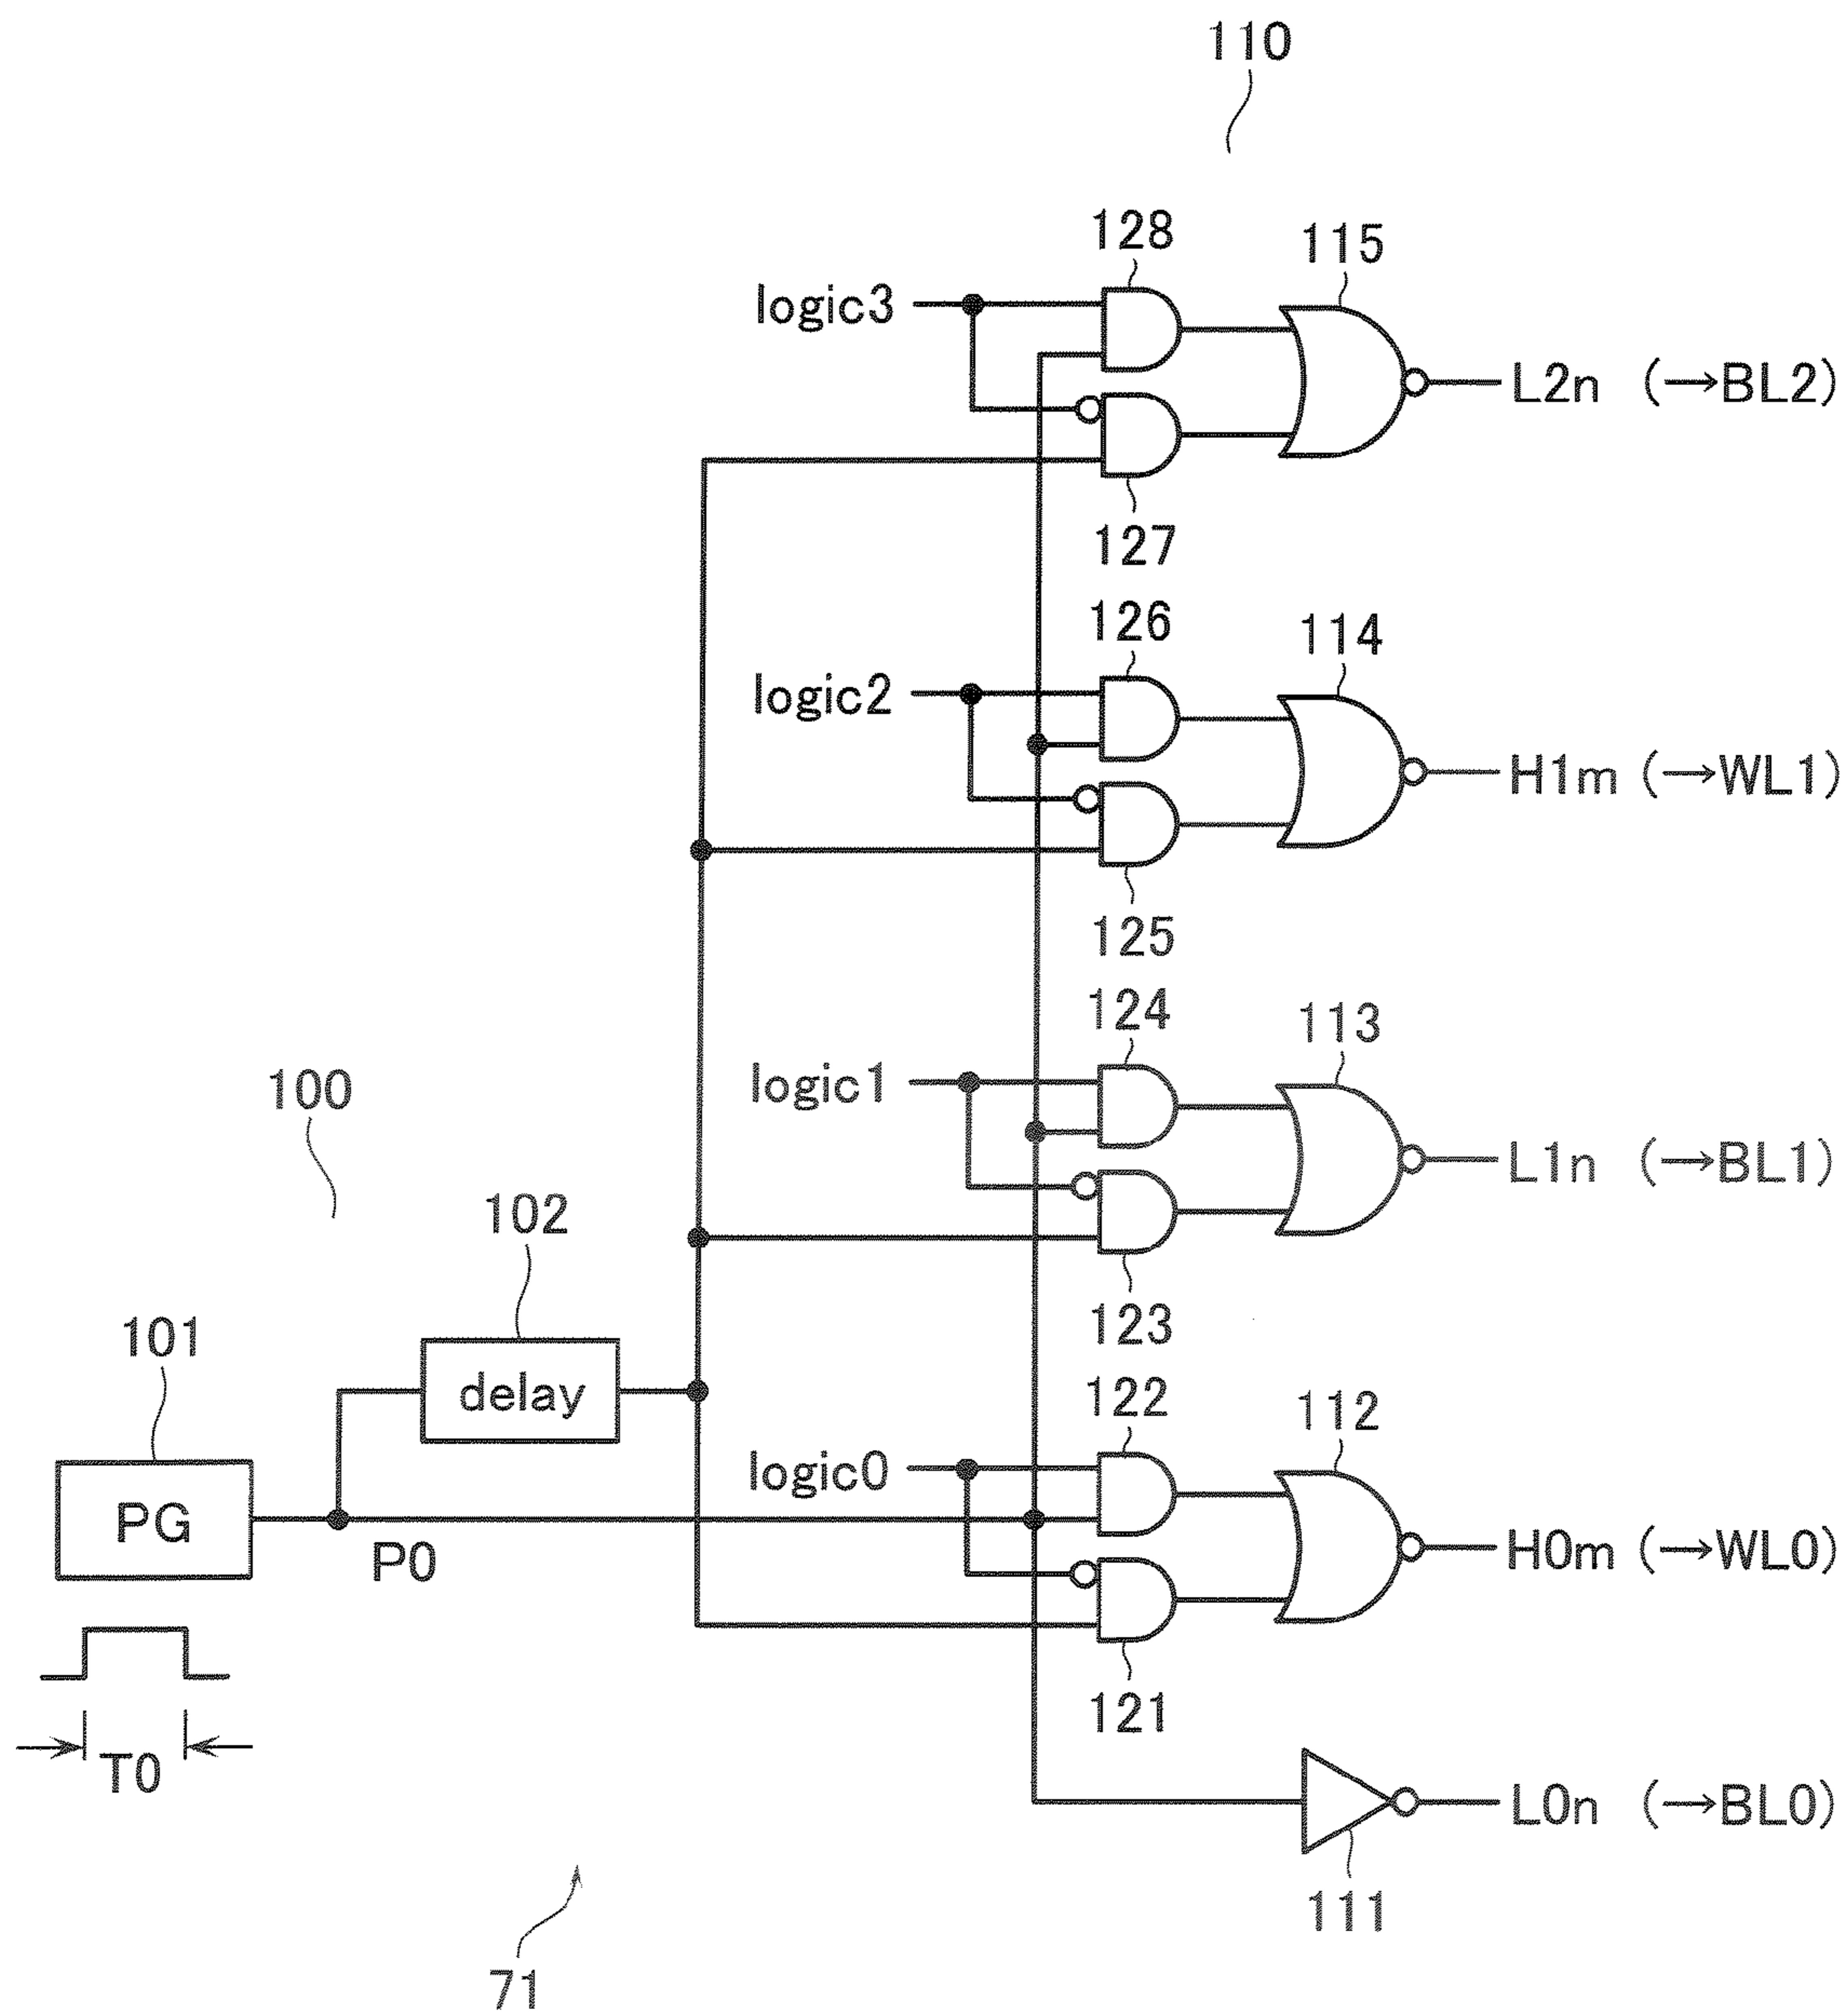 110
128
115
logic3
L2n (→BL2)
127
126
114
logic2
H1m (→WL1)
125
124
113
logic1
L1n (→BL1)
100
102
123
101
delay
122
112
logic0
PG
P0
H0m (→WL0)
121
T0
L0n (→BL0)
111
71